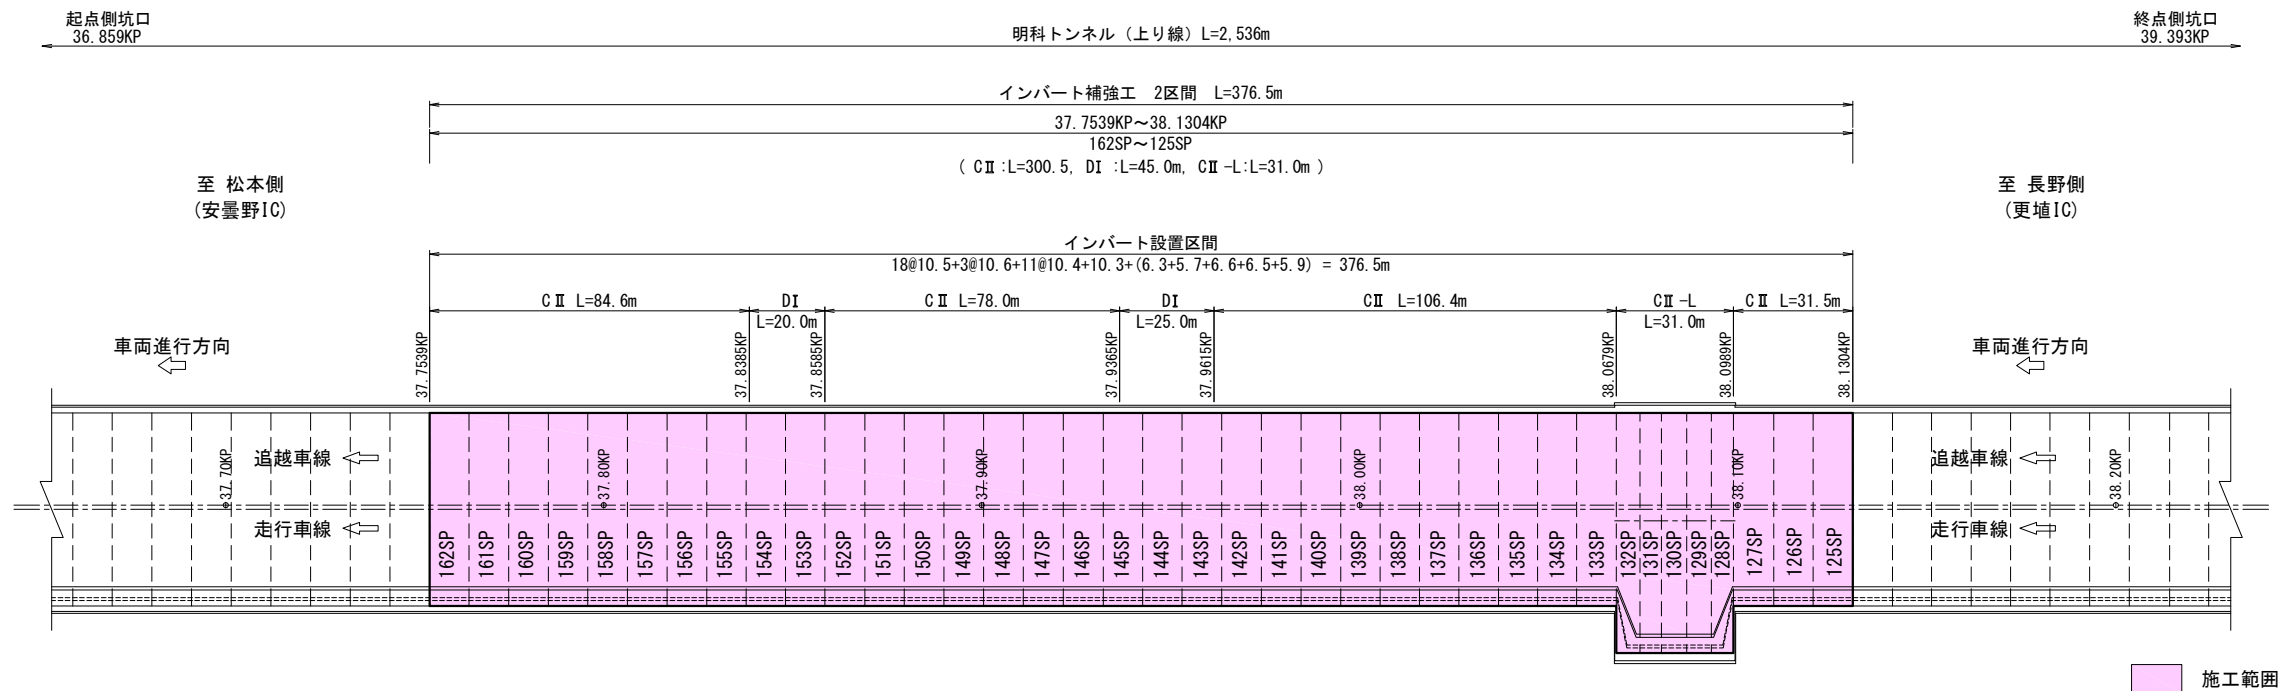 起点側坑口
36.859KP
明科トンネル（上り線）L=2,536m
終点側坑口
39.393KP
インバート補強工　2区間　L=376.5m
37.7539KP～38.1304KP
162SP～125SP
( CⅡ:L=300.5, DⅠ:L=45.0m, CⅡ-L:L=31.0m )
至 松本側
(安曇野IC)
至 長野側
(更埴IC)
インバート設置区間
18@10.5+3@10.6+11@10.4+10.3+(6.3+5.7+6.6+6.5+5.9) = 376.5m
CⅡ L=84.6m
DⅠ
L=20.0m
CⅡ L=78.0m
DⅠ
L=25.0m
CⅡ L=106.4m
CⅡ-L
L=31.0m
CⅡ L=31.5m
37.7539KP
37.8385KP
37.8585KP
37.9365KP
37.9615KP
38.0679KP
38.0989KP
38.1304KP
車両進行方向
車両進行方向
追越車線
37.70KP
37.80KP
37.90KP
38.00KP
38.10KP
追越車線
38.20KP
走行車線
走行車線
162SP
161SP
160SP
159SP
158SP
157SP
156SP
155SP
154SP
153SP
152SP
151SP
150SP
149SP
148SP
147SP
146SP
145SP
144SP
143SP
142SP
141SP
140SP
139SP
138SP
137SP
136SP
135SP
134SP
133SP
132SP
131SP
130SP
129SP
128SP
127SP
126SP
125SP
施工範囲